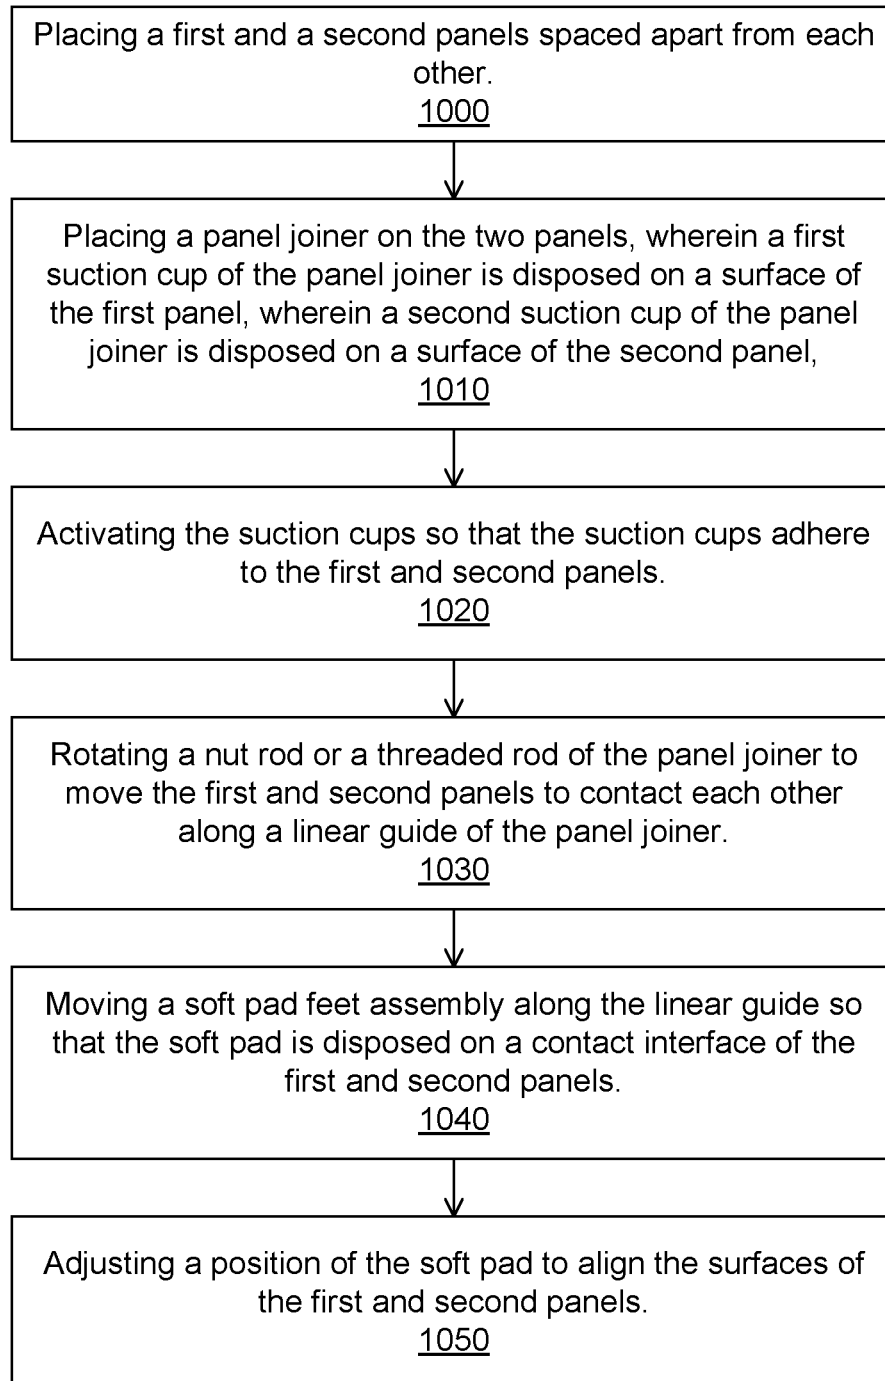 Placing a first and a second panels spaced apart from each
other.
1000
Placing a panel joiner on the two panels, wherein a first
suction cup of the panel joiner is disposed on a surface of
the first panel, wherein a second suction cup of the panel
joiner is disposed on a surface of the second panel,
1010
Activating the suction cups so that the suction cups adhere
to the first and second panels.
1020
Rotating a nut rod or a threaded rod of the panel joiner to
move the first and second panels to contact each other
along a linear guide of the panel joiner.
1030
Moving a soft pad feet assembly along the linear guide so
that the soft pad is disposed on a contact interface of the
first and second panels.
1040
Adjusting a position of the soft pad to align the surfaces of
the first and second panels.
1050